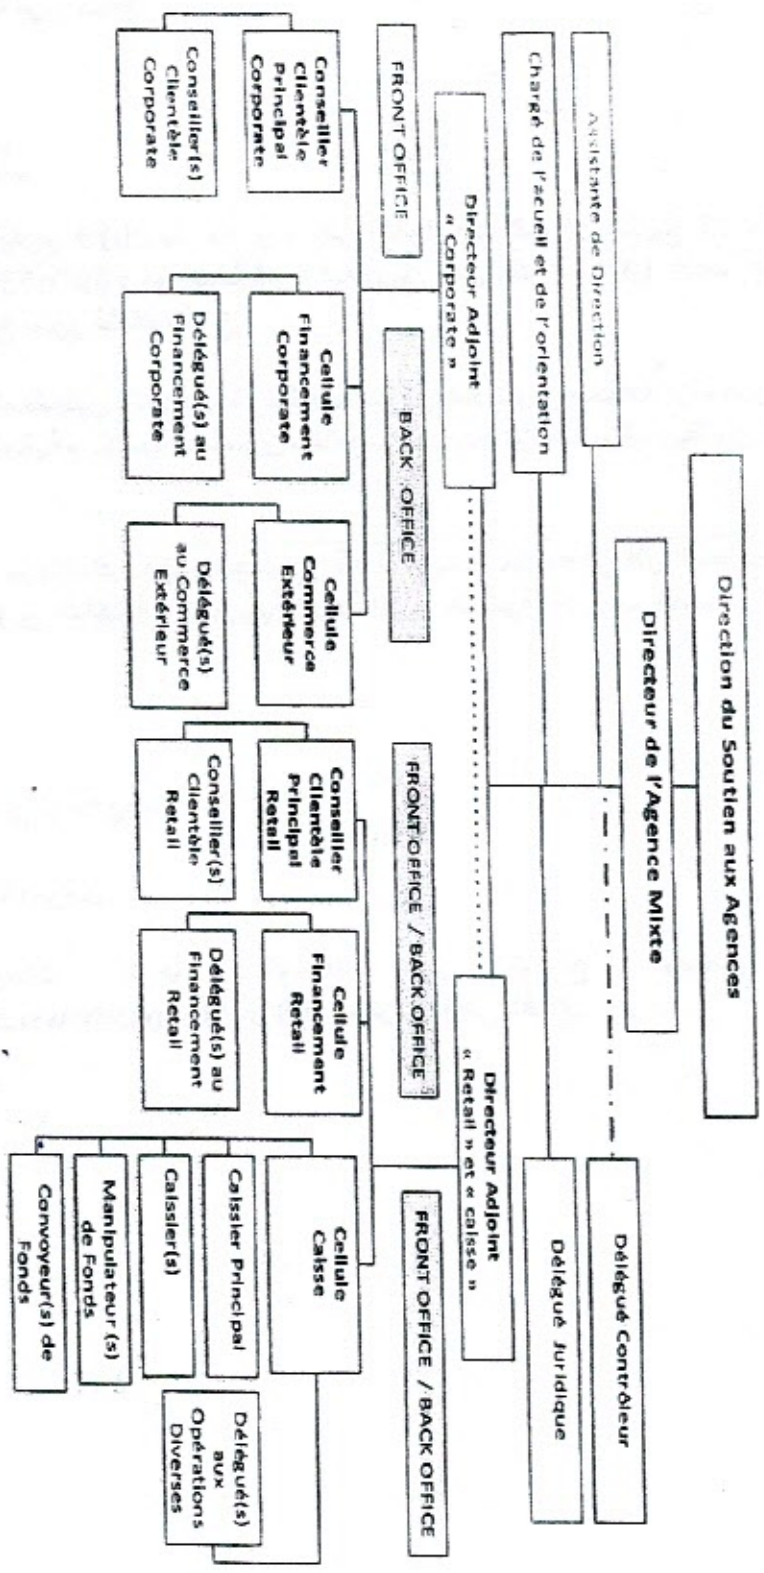 Direction du Soutien aux Agences
Directeur de l'Agence Mixte
Assistante de Direction
Délégué Contrôleur
Chargé de l'acueil et de l'orientation
Délégué Juridique
Directeur Adjoint
« Corporate »
Directeur Adjoint
« Retail » et « caisse »
FRONT OFFICE
BACK OFFICE
FRONT OFFICE / BACK OFFICE
FRONT OFFICE / BACK OFFICE
Conseiller
Clientèle
Principal
Corporate
Conseiller(s)
Clientèle
Corporate
Cellule
Financement
Corporate
Délégué(s) au
Financement
Corporate
Cellule
Commerce
Extérieur
Délégué(s)
au Commerce
Extérieur
Conseiller
Clientèle
Principal
Retail
Conseiller(s)
Clientèle
Retail
Cellule
Financement
Retail
Délégué(s) au
Financement
Retail
Cellule
Caisse
Caissier Principal
Caissier(s)
Manipulateur (s)
de Fonds
Convoyeur(s) de
Fonds
Délégué(s)
aux
Opérations
Diverses